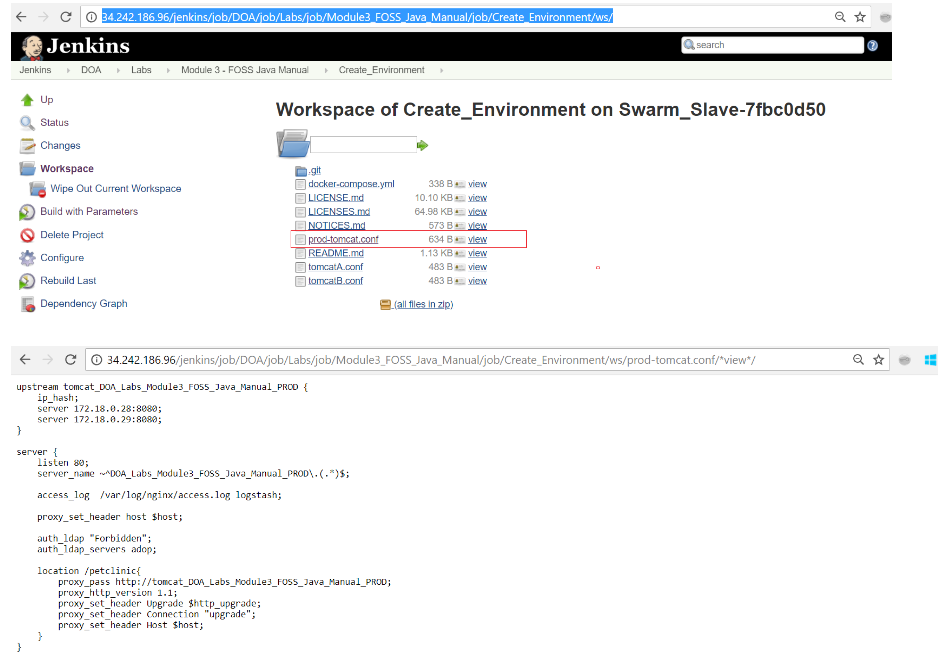 34.242.186.96/jenkins/job/DOA/job/Labs/job/Module3_FOSS_Java_Manual/job/Create_Environment/ws/
Jenkins
search
Jenkins DOA Labs Module 3 - FOSS Java Manual Create_Environment
Up
Status
Changes
Workspace
Wipe Out Current Workspace
Build with Parameters
Delete Project
Configure
Rebuild Last
Dependency Graph
Workspace of Create_Environment on Swarm_Slave-7fbc0d50
.git
docker-compose.yml 338 B view
LICENSE.md 10.10 KB view
LICENSES.md 64.98 KB view
NOTICES.md 573 B view
prod-tomcat.conf 634 B view
README.md 1.13 KB view
tomcatA.conf 483 B view
tomcatB.conf 483 B view
(all files in zip)
34.242.186.96/jenkins/job/DOA/job/Labs/job/Module3_FOSS_Java_Manual/job/Create_Environment/ws/prod-tomcat.conf/*view*/
upstream tomcat_DOA_Labs_Module3_FOSS_Java_Manual_PROD {
ip_hash;
server 172.18.0.28:8080;
server 172.18.0.29:8080;
}
server {
listen 80;
server_name ~^DOA_Labs_Module3_FOSS_Java_Manual_PROD\.(.*)$;
access_log /var/log/nginx/access.log logstash;
proxy_set_header host $host;
auth_ldap "Forbidden";
auth_ldap_servers adop;
location /petclinic{
proxy_pass http://tomcat_DOA_Labs_Module3_FOSS_Java_Manual_PROD;
proxy_http_version 1.1;
proxy_set_header Upgrade $http_upgrade;
proxy_set_header Connection "upgrade";
proxy_set_header Host $host;
}
}